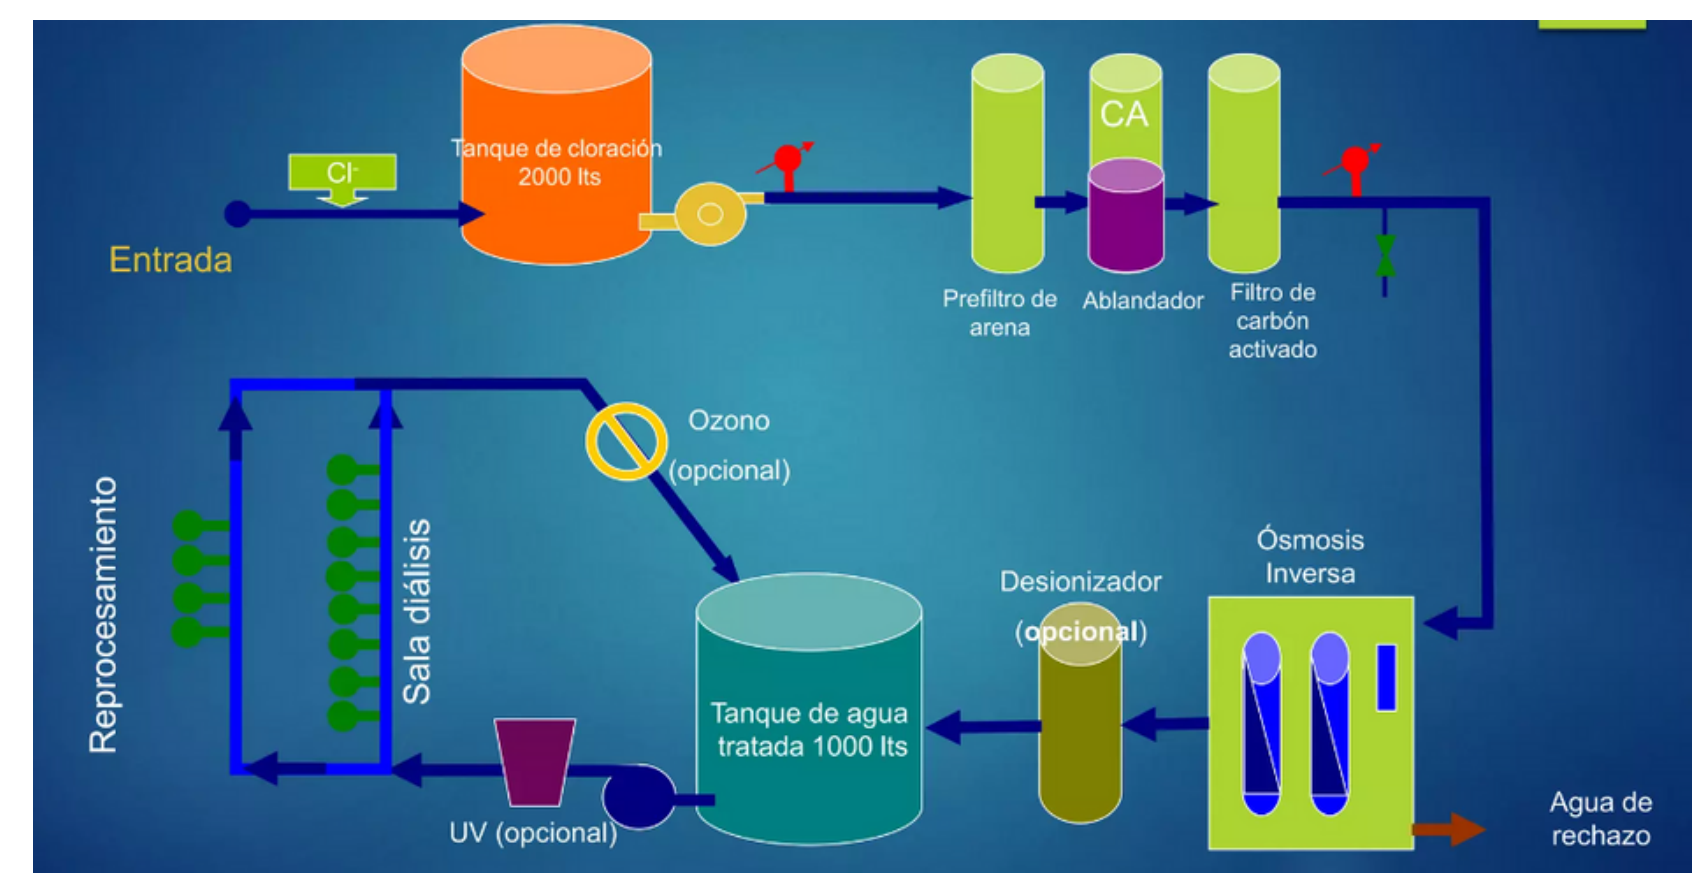 Cl-
Entrada
Tanque de cloración
2000 lts
CA
Prefiltro de
arena
Ablandador
Filtro de
carbón
activado
Ozono
(opcional)
Reprocesamiento
Sala diálisis
UV (opcional)
Tanque de agua
tratada 1000 lts
Desionizador
(opcional)
Ósmosis
Inversa
Agua de
rechazo